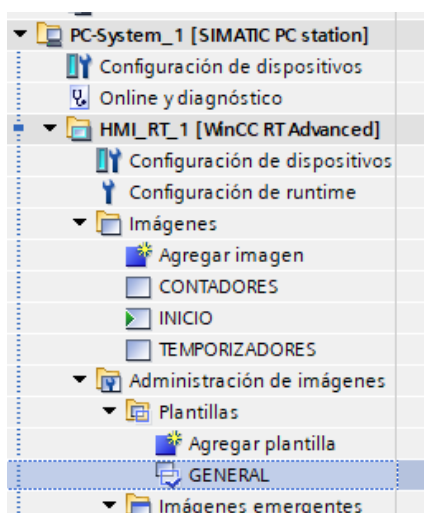 PC-System_1 [SIMATIC PC station]
Configuración de dispositivos
Online y diagnóstico
HMI_RT_1 [WinCC RT Advanced]
Configuración de dispositivos
Configuración de runtime
Imágenes
Agregar imagen
CONTADORES
INICIO
TEMPORIZADORES
Administración de imágenes
Plantillas
Agregar plantilla
GENERAL
Imágenes emergentes